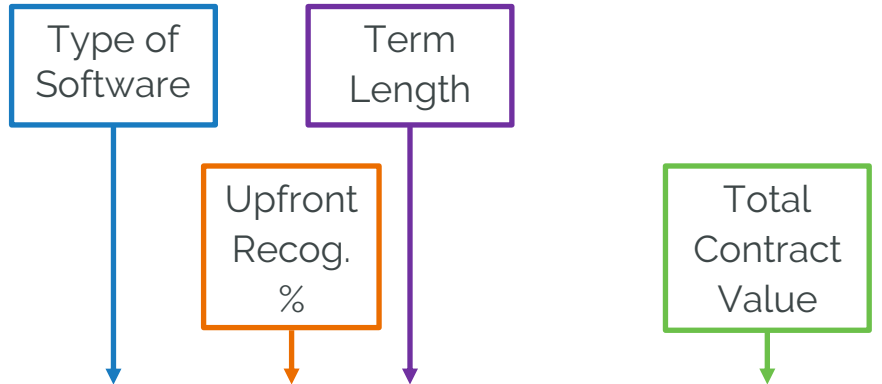 Type of
Software
Term
Length
Upfront
Recog.
%
Total
Contract
Value